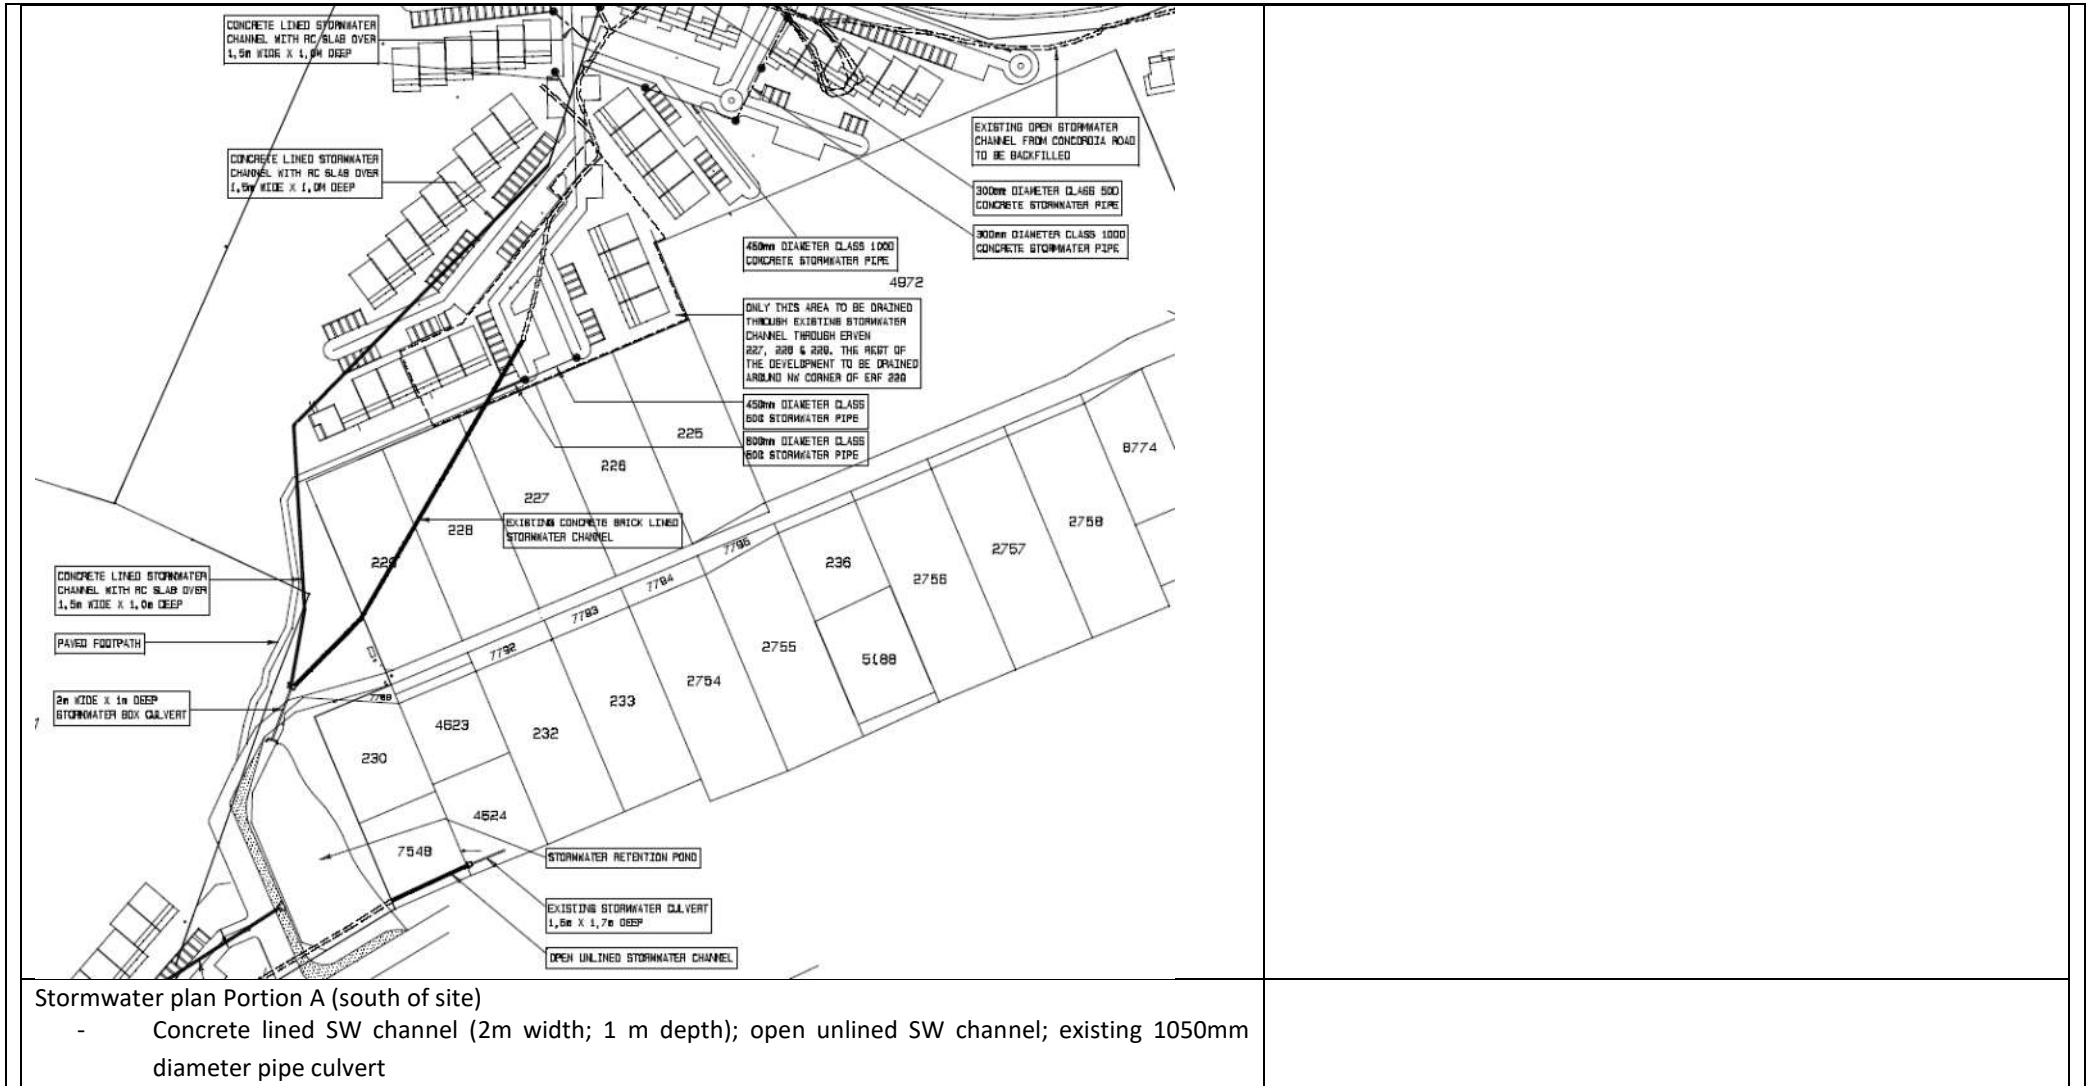 CONCRETE LINED STORMWATER
CHANNEL WITH RC SLAB OVER
1,5m WIDE X 1,0M DEEP
CONCRETE LINED STORMWATER
CHANNEL WITH RC SLAB OVER
1,5m WIDE X 1,0M DEEP
EXISTING OPEN STORMWATER
CHANNEL FROM CONCORDIA ROAD
TO BE BACKFILLED
300mm DIAMETER CLASS 50D
CONCRETE STORMWATER PIPE
300mm DIAMETER CLASS 100D
CONCRETE STORMWATER PIPE
450mm DIAMETER CLASS 100D
CONCRETE STORMWATER PIPE
4972
ONLY THIS AREA TO BE DRAINED
THROUGH EXISTING STORMWATER
CHANNEL THROUGH ERVEN
227, 228 & 229. THE REST OF
THE DEVELOPMENT TO BE DRAINED
AROUND NW CORNER OF ERF 229
450mm DIAMETER CLASS
50D STORMWATER PIPE
DIAMETER CLASS
50D STORMWATER PIPE
225
226
227
228
229
EXISTING CONCRETE BRICK LINED
STORMWATER CHANNEL
8774
2758
2757
2756
236
7795
7794
7793
7792
7788
2755
5188
2754
233
232
4623
230
4624
7548
CONCRETE LINED STORMWATER
CHANNEL WITH RC SLAB OVER
1,5m WIDE X 1,0m DEEP
PAVED FOOTPATH
2m WIDE X 1m DEEP
STORMWATER BOX CULVERT
STORMWATER RETENTION POND
EXISTING STORMWATER CULVERT
X 1,7m DEEP
OPEN UNLINED STORMWATER CHANNEL
Stormwater plan Portion A (south of site)
- Concrete lined SW channel (2m width; 1 m depth); open unlined SW channel; existing 1050mm
diameter pipe culvert